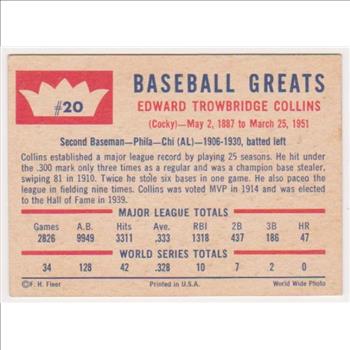 #20
BASEBALL GREATS
EDWARD TROWBRIDGE COLLINS
(Cocky)—May 2, 1887 to March 25, 1951
Second Baseman—Phila—Chi (AL)—1906-1930, batted left
Collins established a major league record by playing 25 seasons. He hit under
the .300 mark only three times as a regular and was a champion base stealer,
swiping 81 in 1910. Twice he stole six bases in one day. He also paced the
league in fielding nine times. Collins was voted MVP in 1914 and was elected
to the Hall of Fame in 1939.
MAJOR LEAGUE TOTALS
Games A.B. Hits Avg. RBI 2B 3B HR
2826 9949 3311 .333 1318 437 186 47
WORLD SERIES TOTALS
34 128 42 .328 10 7 2 0
©F. H. Fleer Printed in U.S.A. World Wide Photo